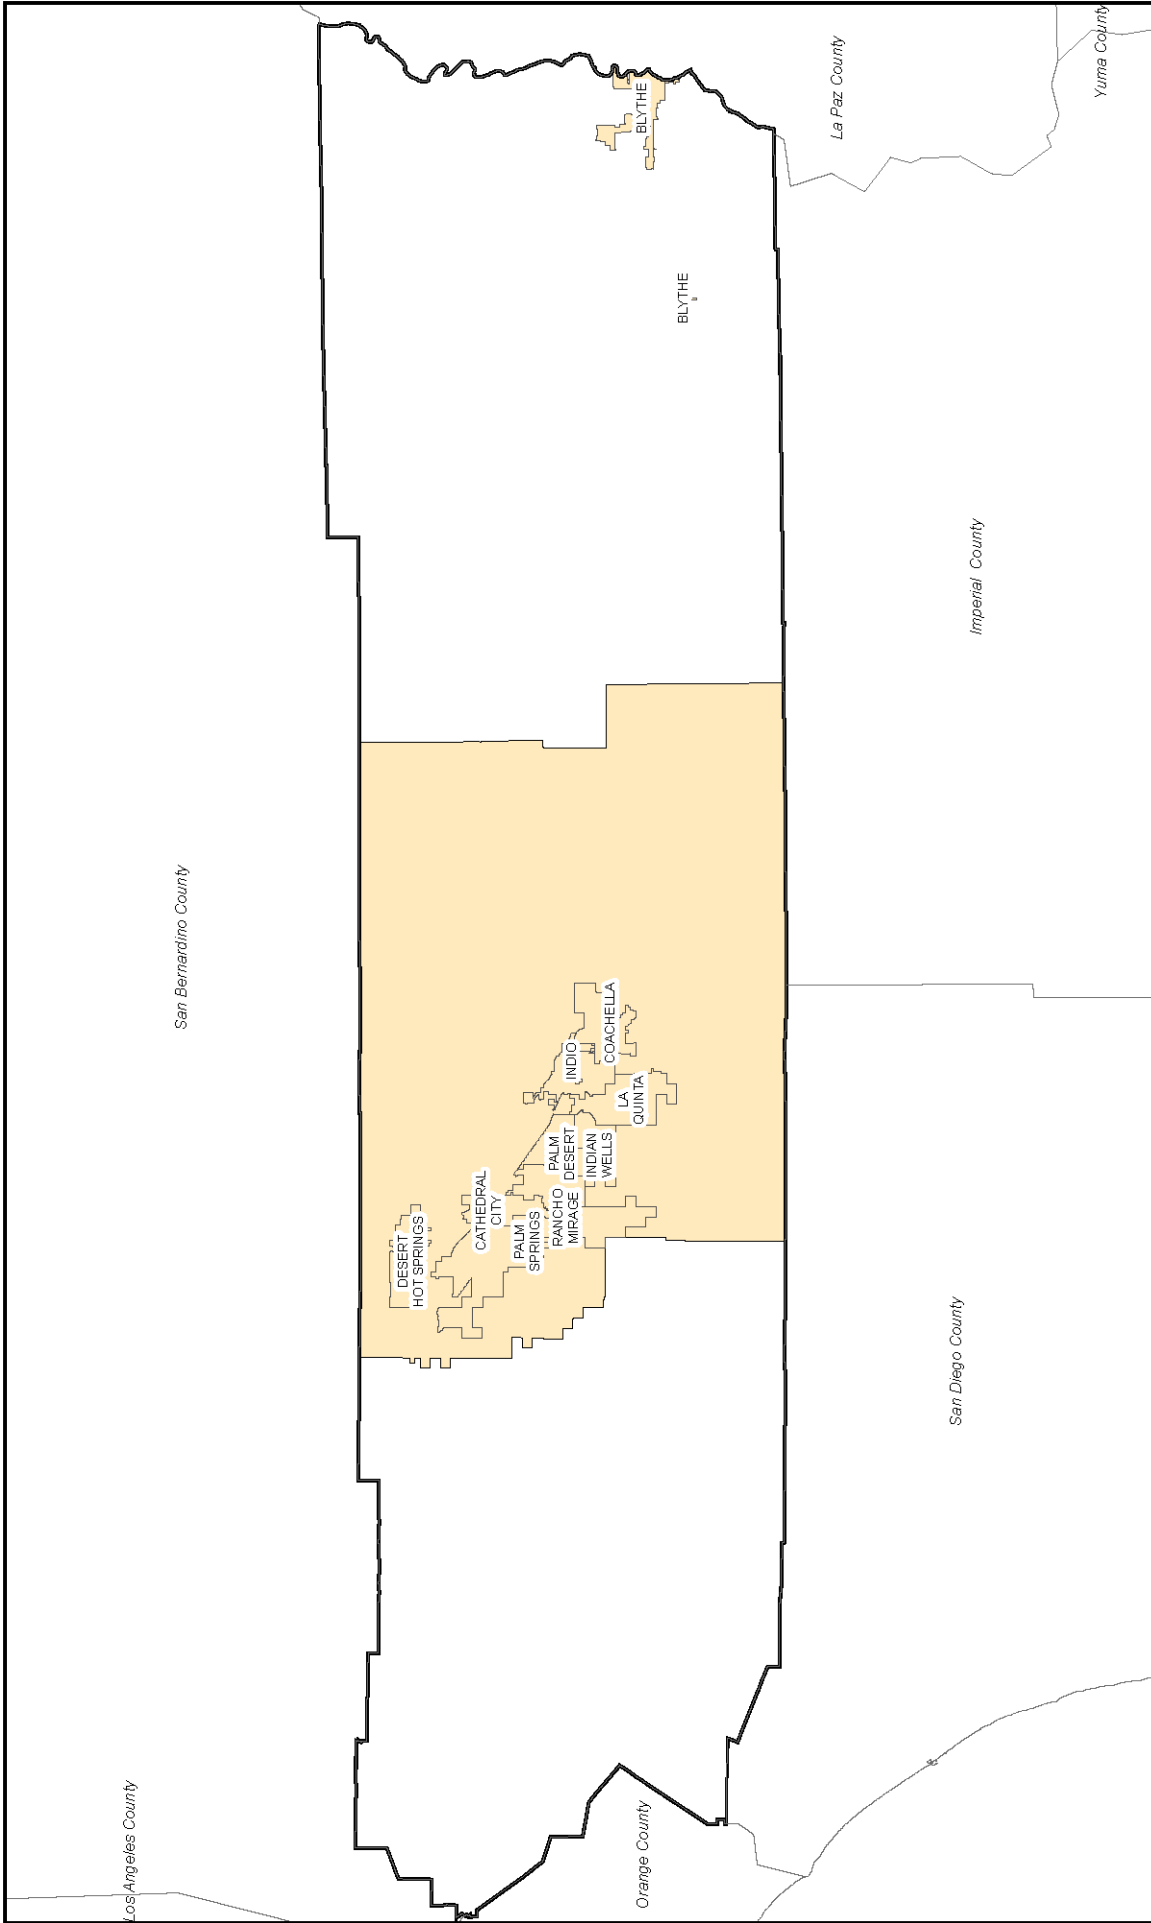 Los Angeles County
San Bernardino County
Orange County
San Diego County
Imperial County
La Paz County
Yuma County
DESERT
HOT SPRINGS
CATHEDRAL
CITY
PALM
SPRINGS
RANCHO
MIRAGE
PALM
DESERT
INDIAN
WELLS
INDIO
LA
QUINTA
COACHELLA
BLYTHE
BLYTHE